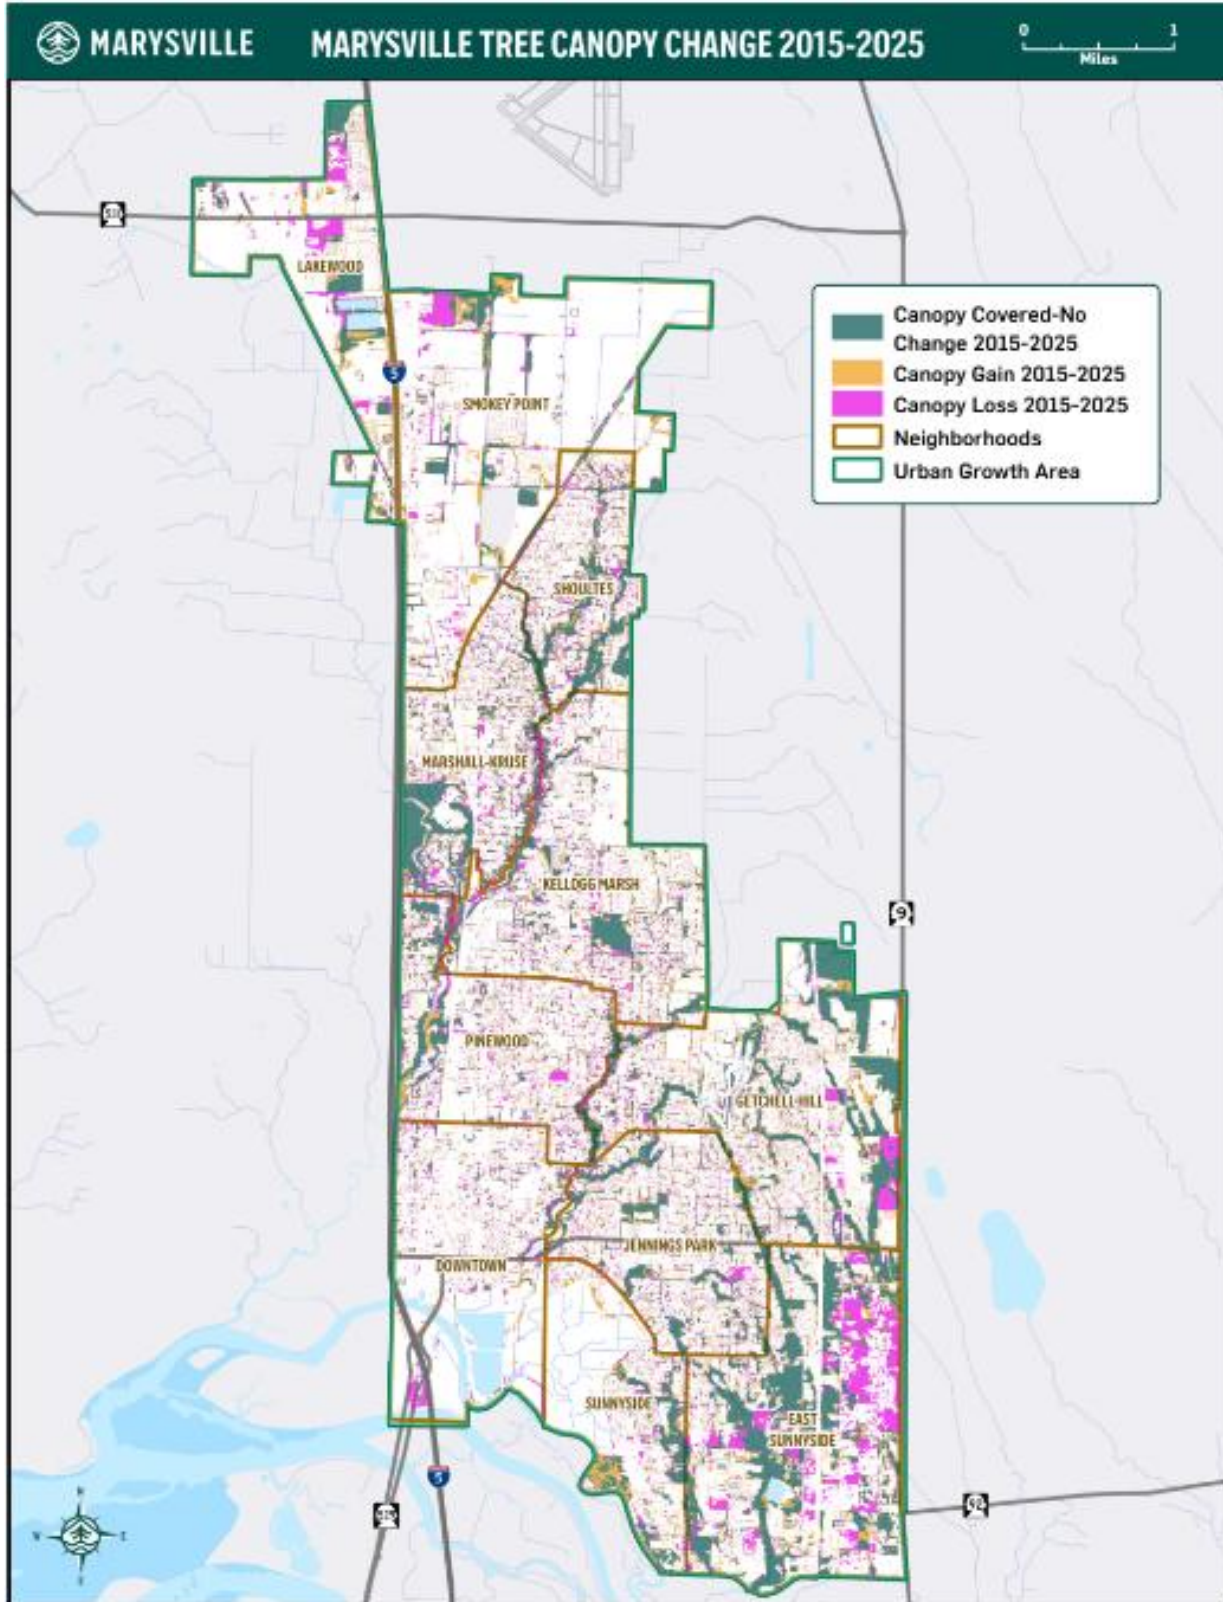 MARYSVILLE
MARYSVILLE TREE CANOPY CHANGE 2015-2025
0 1
Miles
LAKEWOOD
Canopy Covered-No
Change 2015-2025
Canopy Gain 2015-2025
Canopy Loss 2015-2025
Neighborhoods
Urban Growth Area
5
SMOKEY POINT
SHOULTES
MARSHALL-KRUSE
KELLOGG MARSH
9
PINEWOOD
GETCHELL HILL
JENNINGS PARK
DOWNTOWN
SUNNYSIDE
EAST
SUNNYSIDE
5
92
N
W E
S